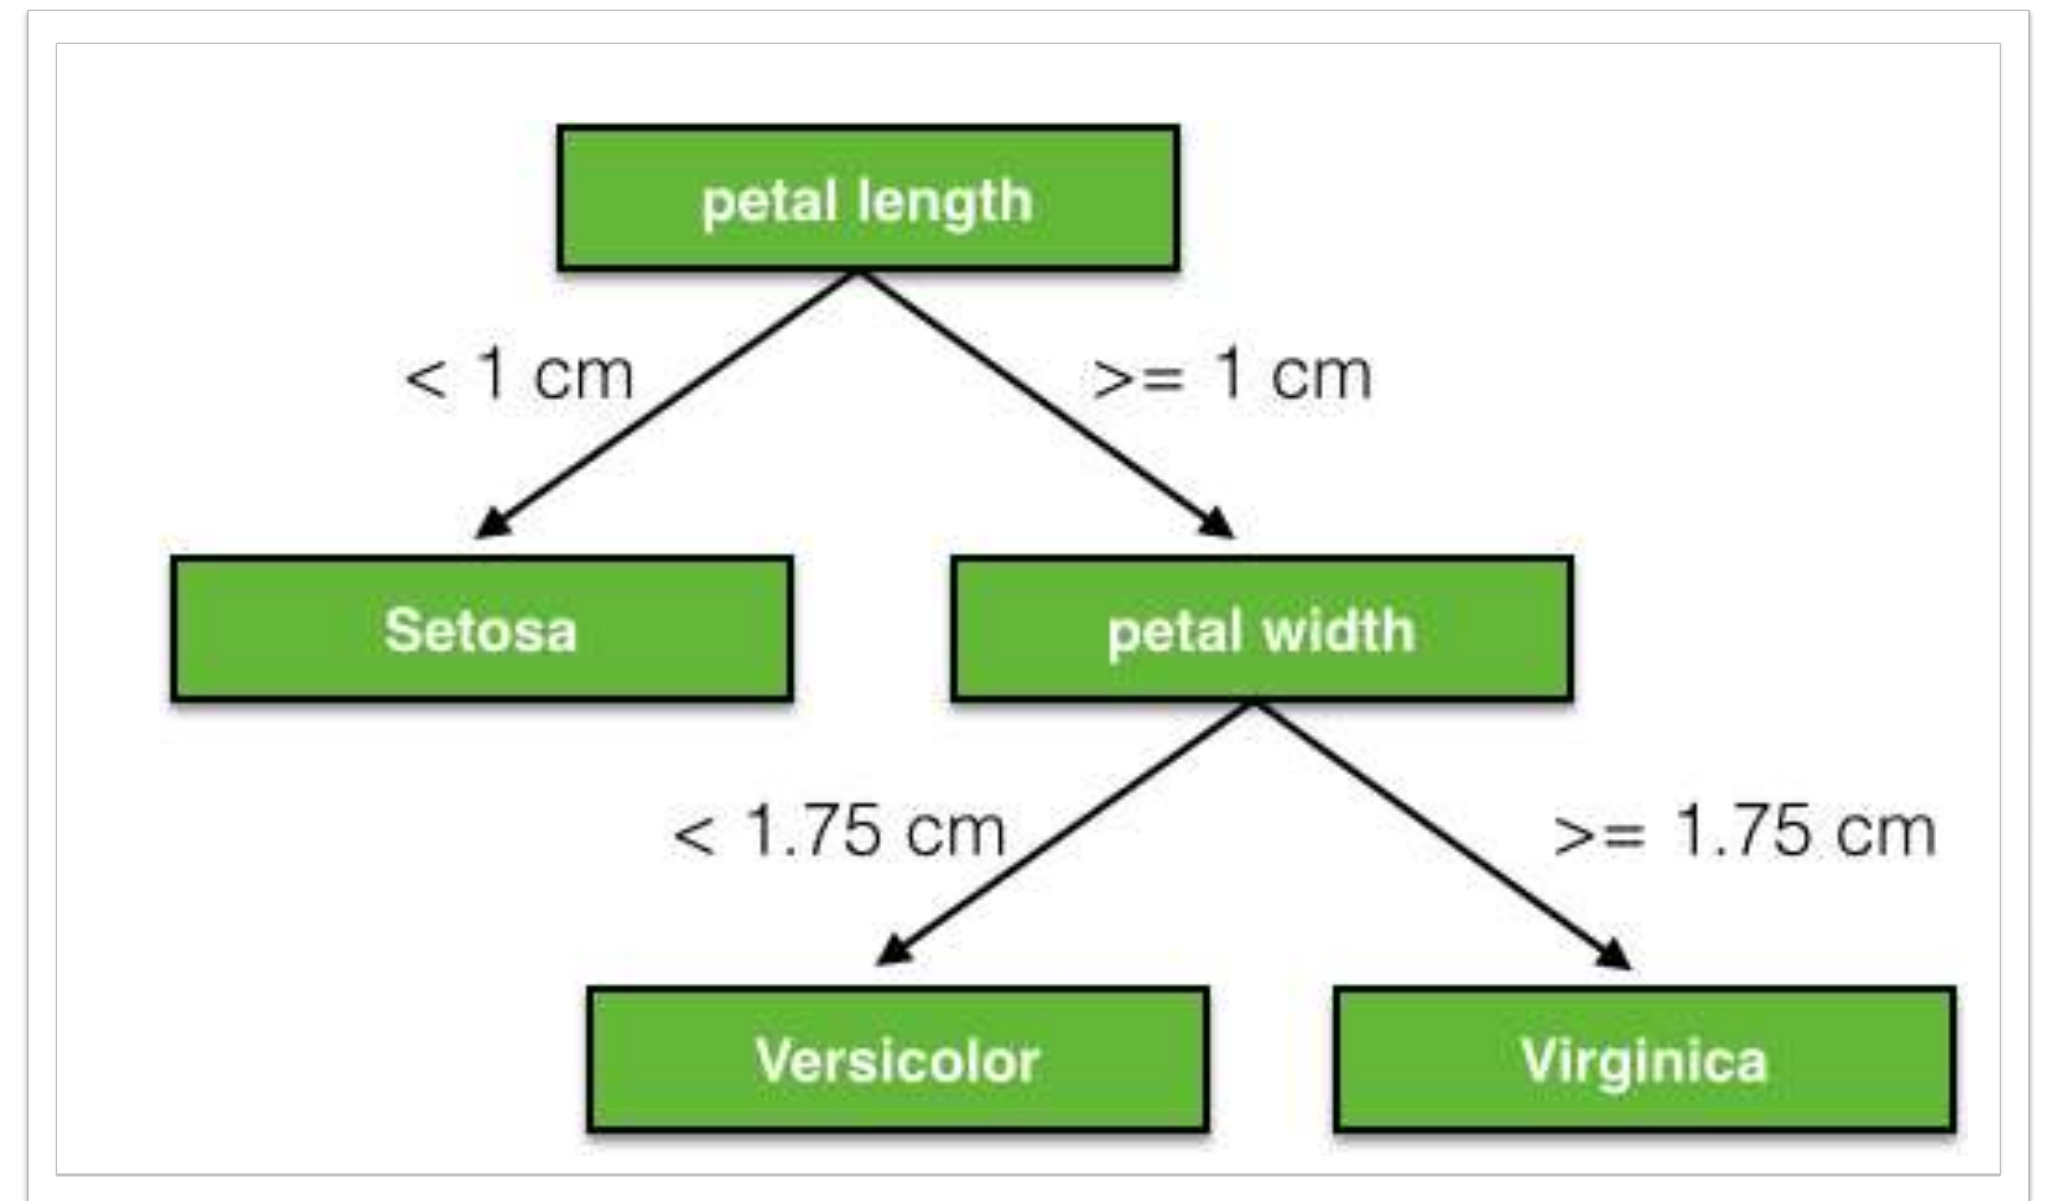 petal length
< 1 cm
>= 1 cm
Setosa
petal width
< 1.75 cm
>= 1.75 cm
Versicolor
Virginica